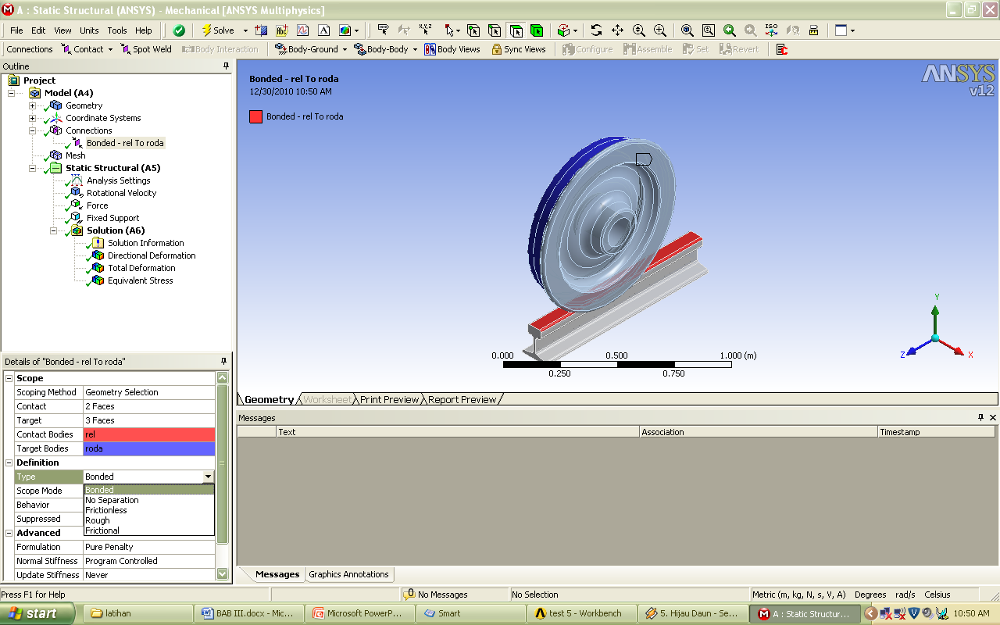 A : Static Structural (ANSYS) - Mechanical [ANSYS Multiphysics]
File Edit View Units Tools Help Solve
Connections Contact Spot Weld Body Interaction Body-Ground Body-Body Body Views Sync Views Configure Assemble Set Revert
Outline
Project
Model (A4)
Geometry
Coordinate Systems
Connections
Bonded - rel To roda
Mesh
Static Structural (A5)
Analysis Settings
Rotational Velocity
Force
Fixed Support
Solution (A6)
Solution Information
Directional Deformation
Total Deformation
Equivalent Stress
Details of "Bonded - rel To roda"
Scope
Scoping Method Geometry Selection
Contact 2 Faces
Target 3 Faces
Contact Bodies rel
Target Bodies roda
Definition
Type Bonded
Scope Mode
Behavior
Suppressed
Bonded
No Separation
Frictionless
Rough
Frictional
Advanced
Formulation Pure Penalty
Normal Stiffness Program Controlled
Update Stiffness Never
Bonded - rel To roda
12/30/2010 10:50 AM
Bonded - rel To roda
ANSYS
v12
0.000 0.500 1.000 (m)
0.250 0.750
Y
Z
X
Geometry Worksheet Print Preview Report Preview
Messages
Text Association Timestamp
Messages Graphics Annotations
Press F1 for Help
0 No Messages
No Selection
Metric (m, kg, N, s, V, A) Degrees rad/s Celsius
start
latihan
BAB III.docx - Mic...
Microsoft PowerP...
Smart
test 5 - Workbench
5. Hijau Daun - Se...
A : Static Structur...
10:50 AM